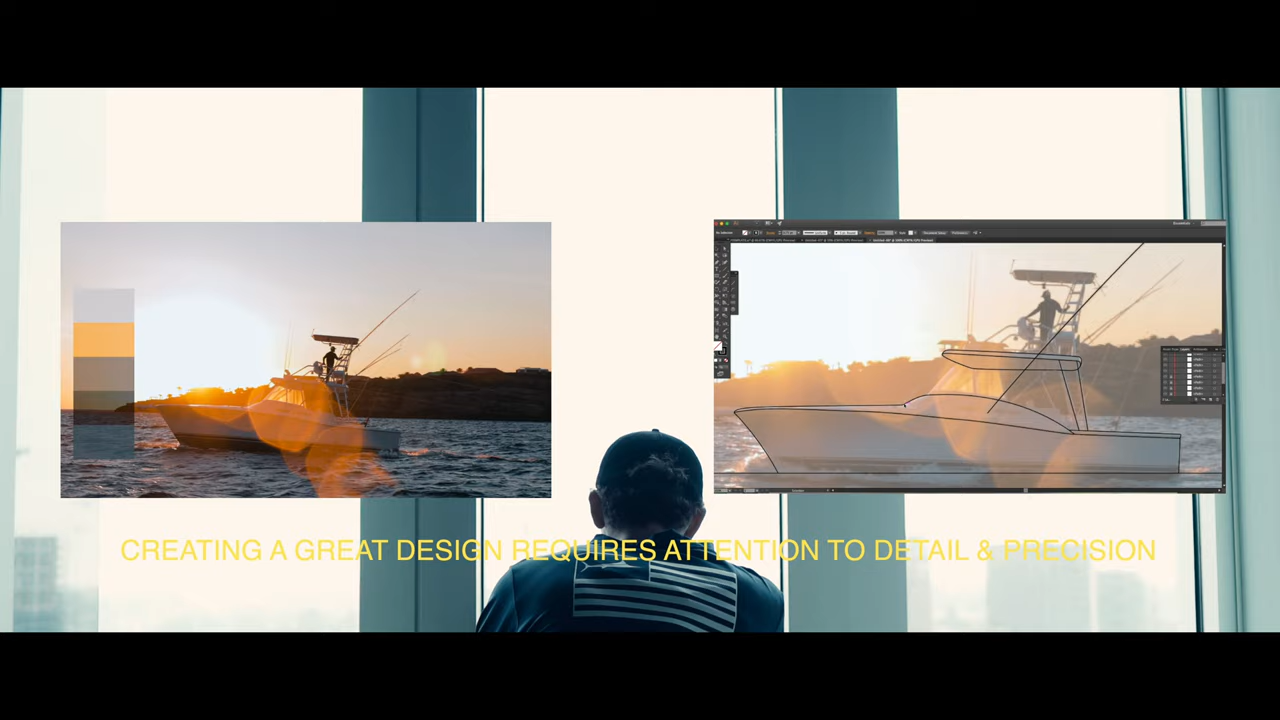 CREATING A GREAT DESIGN REQUIRES ATTENTION TO DETAIL & PRECISION